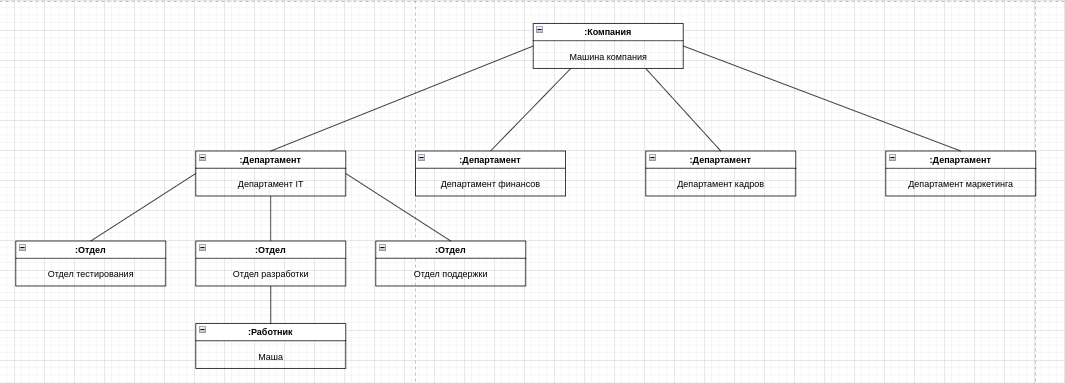 :Компания
Машина компания
:Департамент
Департамент IT
:Департамент
Департамент финансов
:Департамент
Департамент кадров
:Департамент
Департамент маркетинга
:Отдел
Отдел тестирования
:Отдел
Отдел разработки
:Отдел
Отдел поддержки
:Работник
Маша